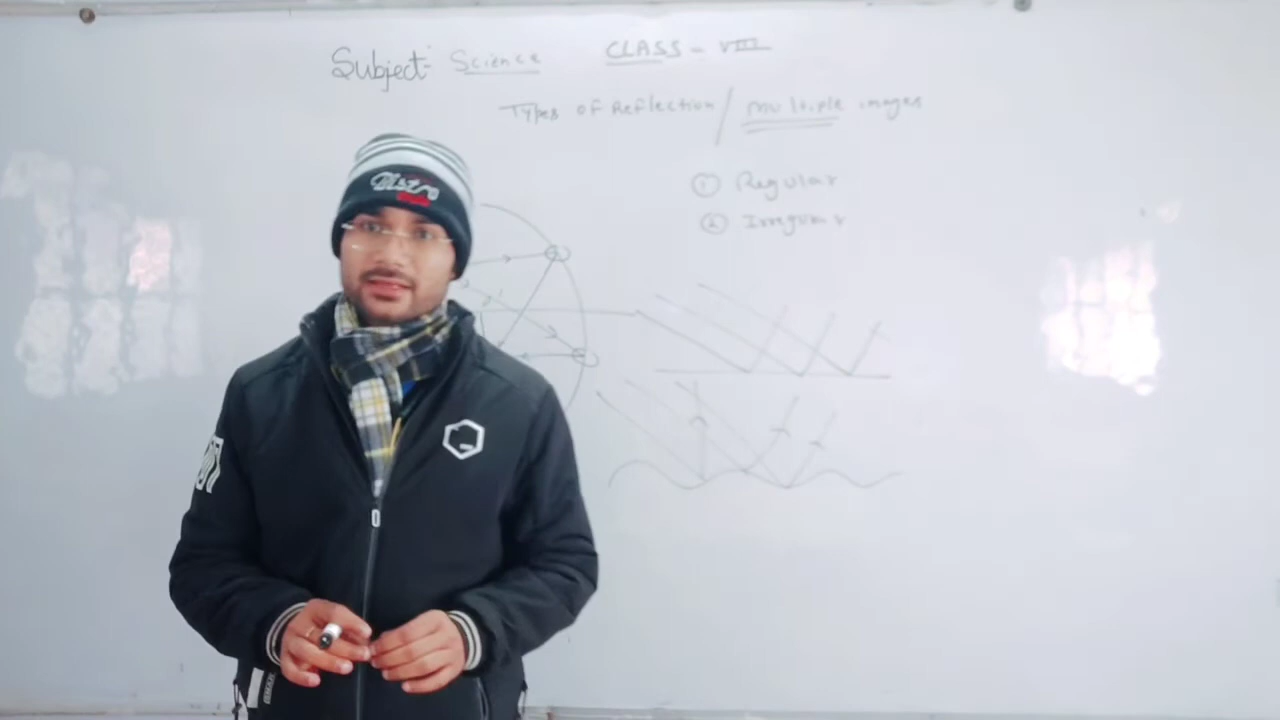 Subject:- Science CLASS - VIII
Types of Reflection / multiple images
① Regular
② Irregular